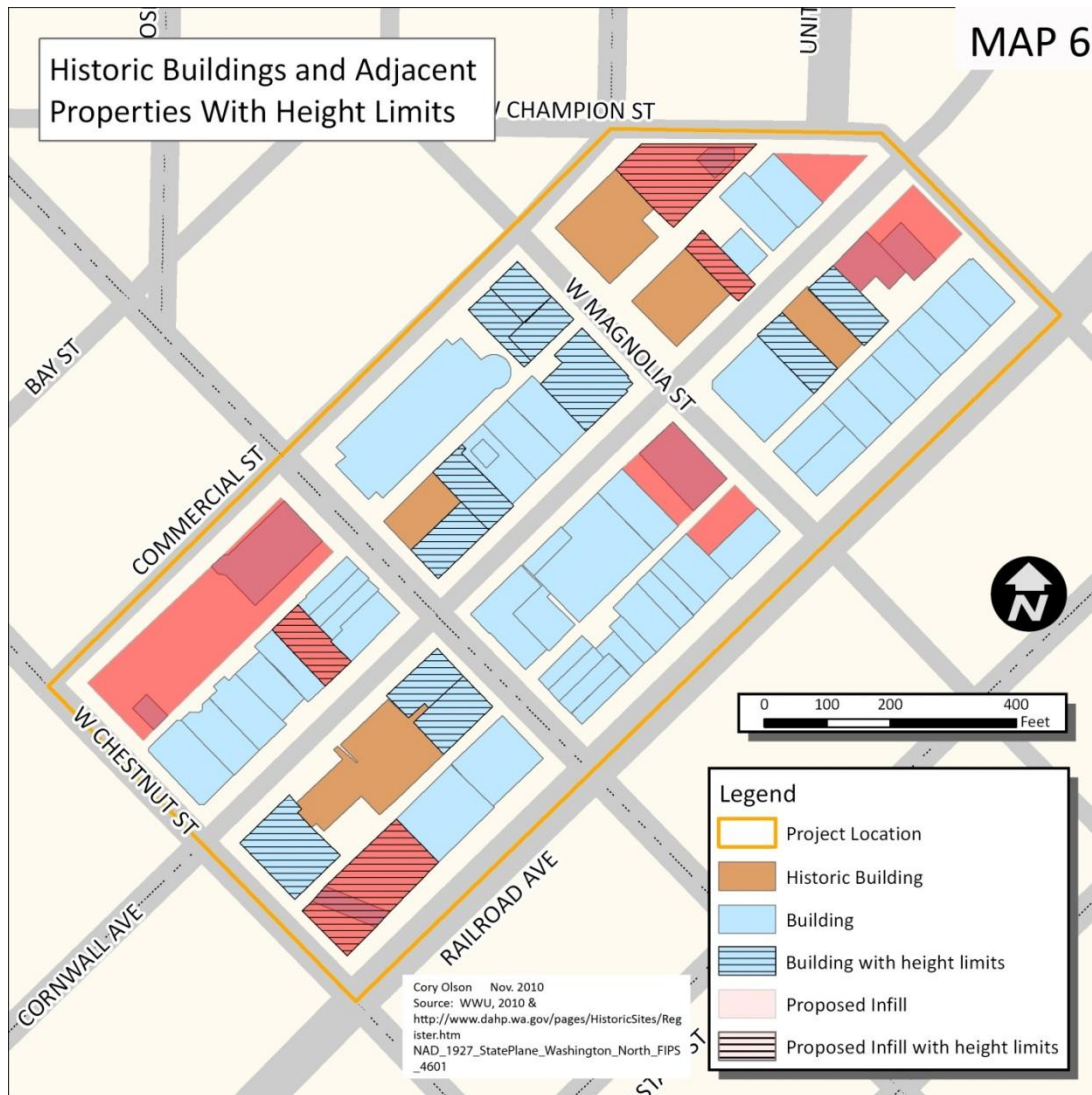 OS
UNIT
MAP 6
Historic Buildings and Adjacent
Properties With Height Limits
CHAMPION ST
W MAGNOLIA ST
BAY ST
COMMERCIAL ST
W CHESTNUT ST
CORNWALL AVE
RAILROAD AVE
N
0 100 200 400
Feet
Legend
Project Location
Historic Building
Building
Building with height limits
Proposed Infill
Proposed Infill with height limits
Cory Olson Nov. 2010
Source: WWU, 2010 &
http://www.dahp.wa.gov/pages/HistoricSites/Reg
ister.htm
NAD_1927_StatePlane_Washington_North_FIPS
_4601